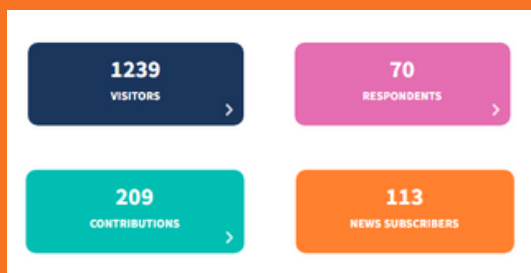 1239
VISITORS
70
RESPONDENTS
209
CONTRIBUTIONS
113
NEWS SUBSCRIBERS